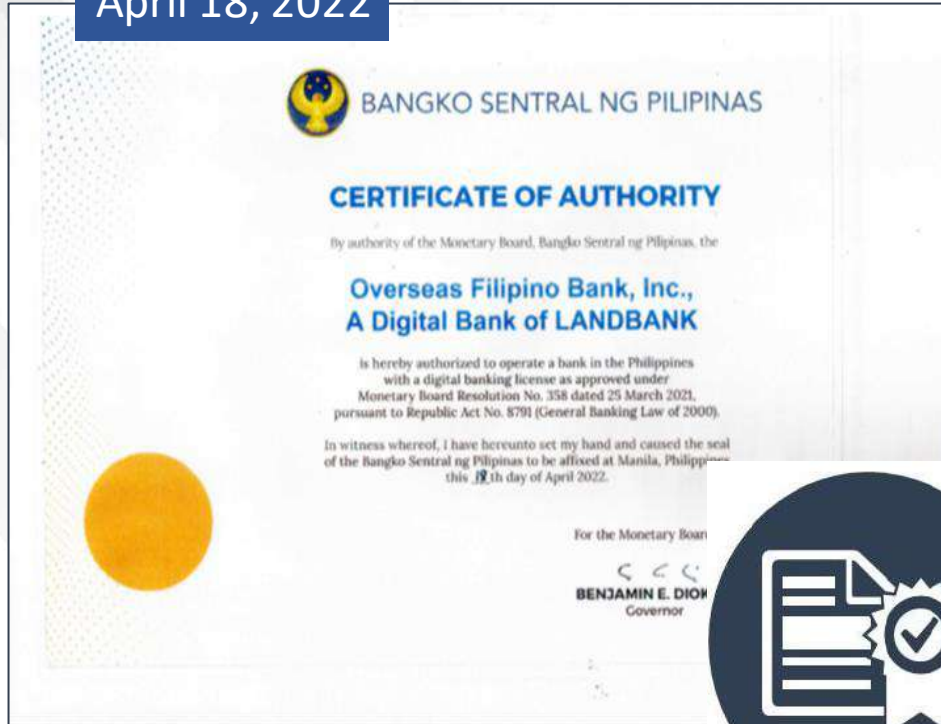 April 18, 2022
BANGKO SENTRAL NG PILIPINAS
CERTIFICATE OF AUTHORITY
By authority of the Monetary Board, Bangko Sentral ng Pilipinas, the
Overseas Filipino Bank, Inc.,
A Digital Bank of LANDBANK
is hereby authorized to operate a bank in the Philippines
with a digital banking license as approved under
Monetary Board Resolution No. 358 dated 25 March 2021,
pursuant to Republic Act No. 8791 (General Banking Law of 2000).
In witness whereof, I have hereunto set my hand and caused the seal
of the Bangko Sentral ng Pilipinas to be affixed at Manila, Philippines
this 18th day of April 2022.
For the Monetary Boar
BENJAMIN E. DIOK
Governor